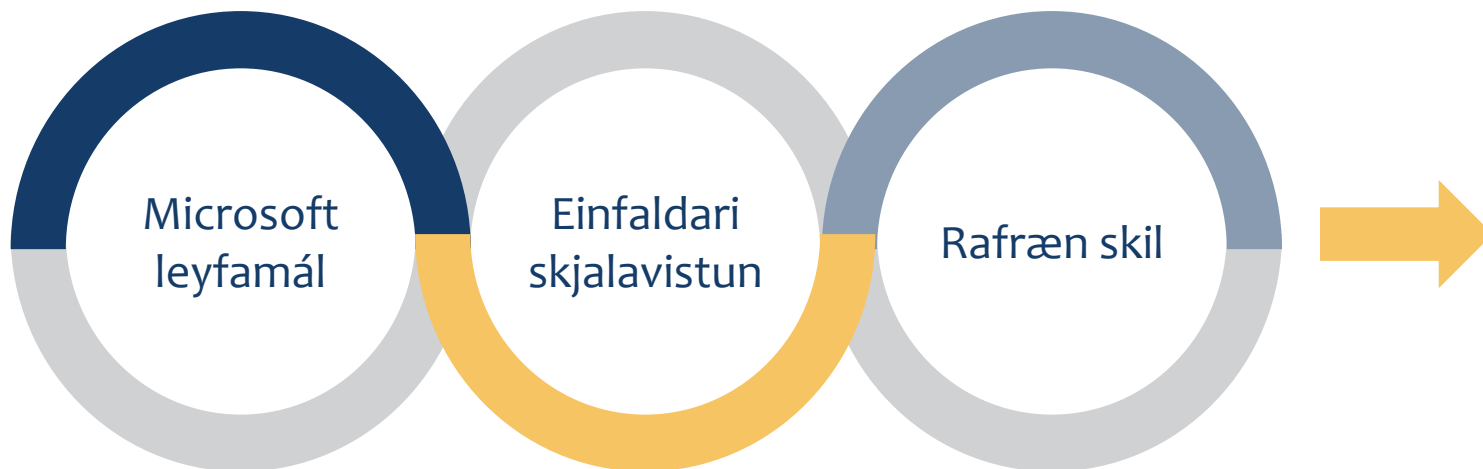 Microsoft
leyfamál
Einfaldari
skjalavistun
Rafræn skil